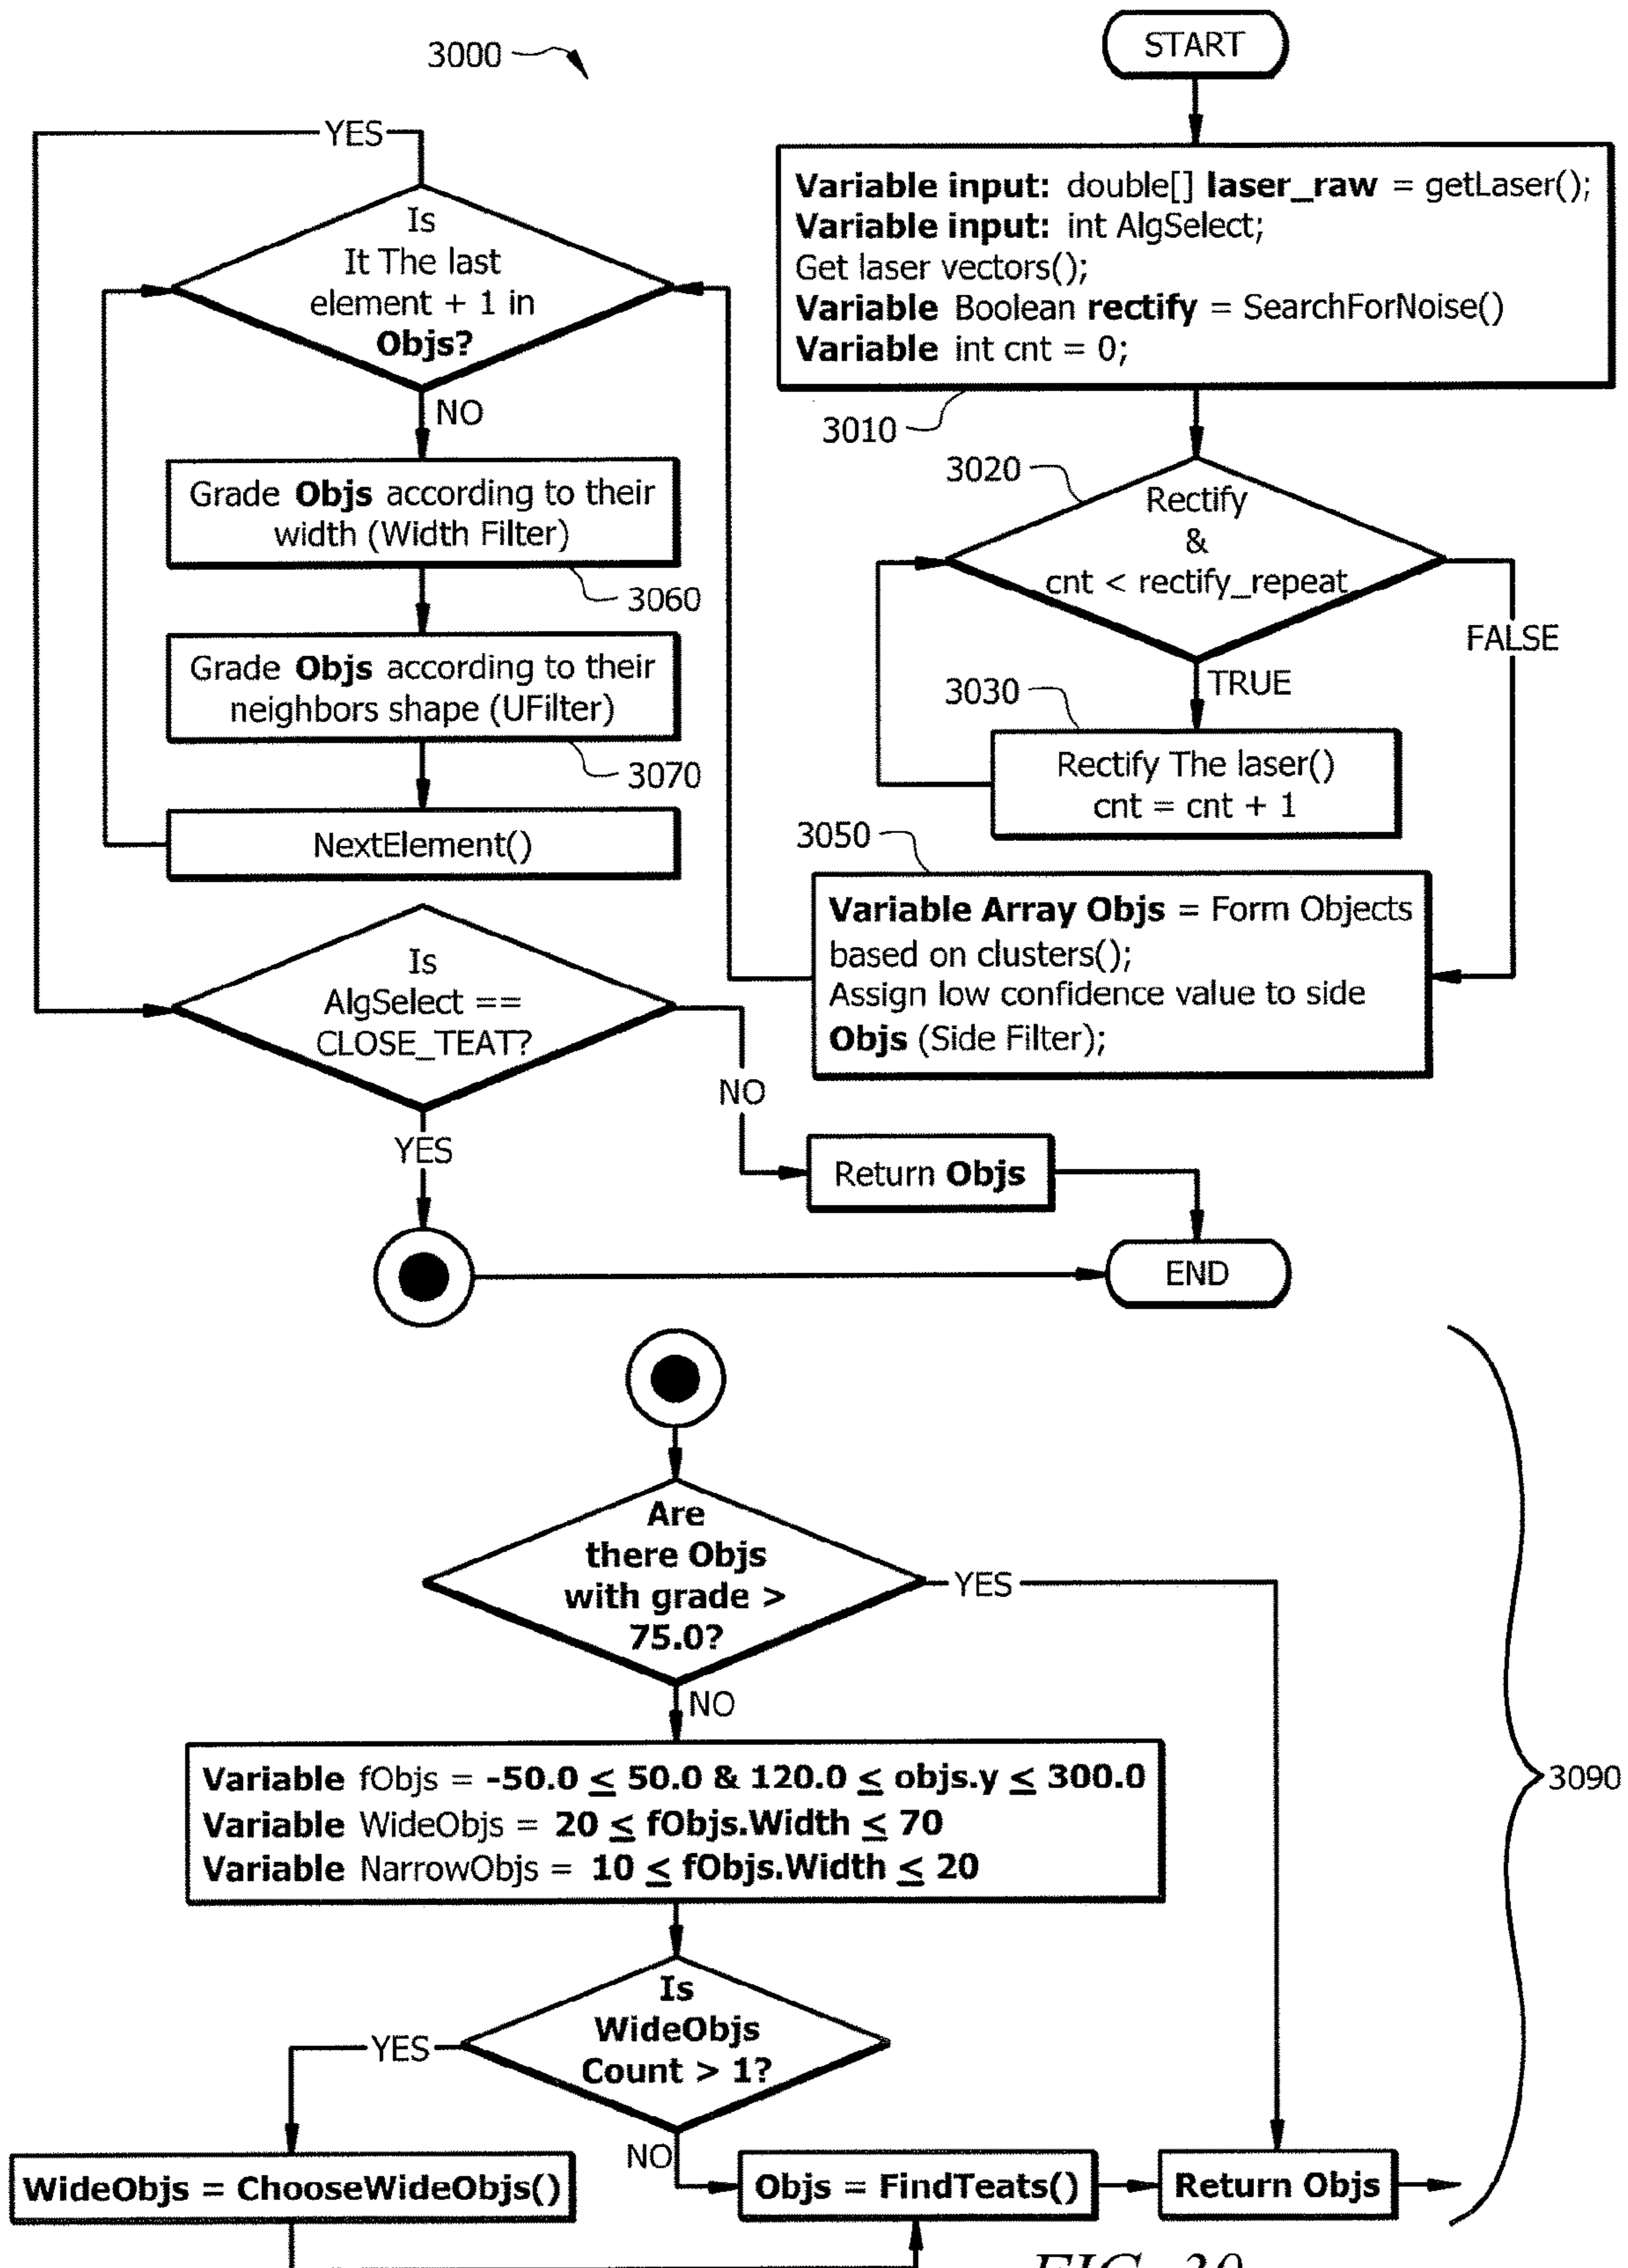 3000
START
Variable input: double[] laser_raw = getLaser();
Variable input: int AlgSelect;
Get laser vectors();
Variable Boolean rectify = SearchForNoise()
Variable int cnt = 0;
3010
3020
Rectify
&
cnt < rectify_repeat
FALSE
TRUE
3030
Rectify The laser()
cnt = cnt + 1
3050
Variable Array Objs = Form Objects
based on clusters();
Assign low confidence value to side
Objs (Side Filter);
YES
Is
It The last
element + 1 in
Objs?
NO
Grade Objs according to their
width (Width Filter)
3060
Grade Objs according to their
neighbors shape (UFilter)
3070
NextElement()
Is
AlgSelect ==
CLOSE_TEAT?
NO
YES
Return Objs
END
Are
there Objs
with grade >
75.0?
YES
NO
Variable fObjs = -50.0 ≤ 50.0 & 120.0 ≤ objs.y ≤ 300.0
Variable WideObjs = 20 ≤ fObjs.Width ≤ 70
Variable NarrowObjs = 10 ≤ fObjs.Width ≤ 20
3090
Is
WideObjs
Count > 1?
YES
NO
WideObjs = ChooseWideObjs()
Objs = FindTeats()
Return Objs
FIG. 30